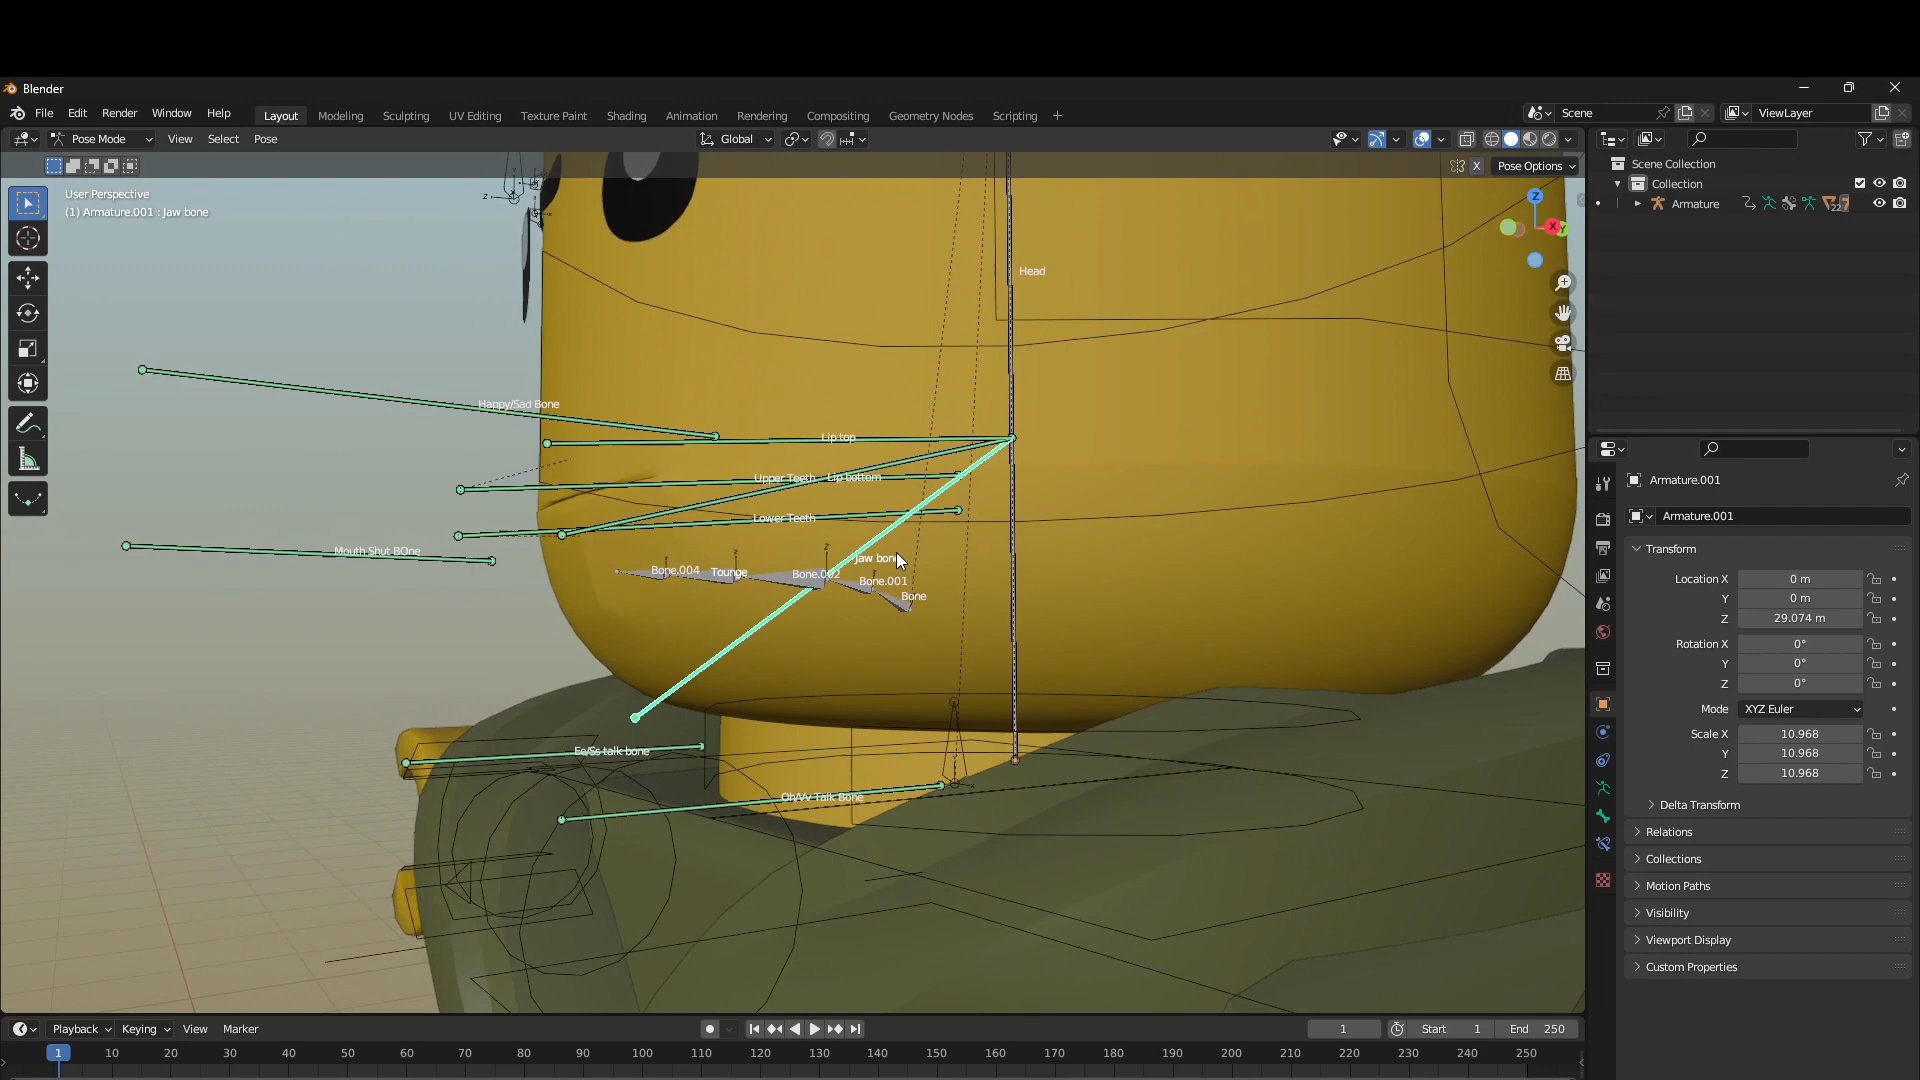 Blender
File Edit Render Window Help Layout Modeling Sculpting UV Editing Texture Paint Shading Animation Rendering Compositing Geometry Nodes Scripting + Scene ViewLayer
Pose Mode View Select Pose Global
X Pose Options
User Perspective
(1) Armature.001 : Jaw bone
Z
X
Y
Head
Happy/Sad Bone
Lip top
Upper Teeth
Lip bottom
Lower Teeth
Mouth Shut BOne
Jaw bone
Bone.004
Tounge
Bone.002
Bone.001
Bone
Ee/Ss talk bone
Oh/Vv Talk Bone
Scene Collection
Collection
Armature
22
7
Armature.001
Armature.001
Transform
Location X 0 m
Y 0 m
Z 29.074 m
Rotation X 0°
Y 0°
Z 0°
Mode XYZ Euler
Scale X 10.968
Y 10.968
Z 10.968
Delta Transform
Relations
Collections
Motion Paths
Visibility
Viewport Display
Custom Properties
Playback Keying View Marker 1 Start 1 End 250
1 10 20 30 40 50 60 70 80 90 100 110 120 130 140 150 160 170 180 190 200 210 220 230 240 250